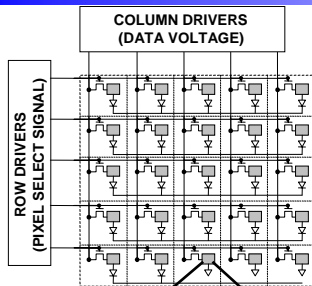 COLUMN DRIVERS
(DATA VOLTAGE)
ROW DRIVERS
(PIXEL SELECT SIGNAL)